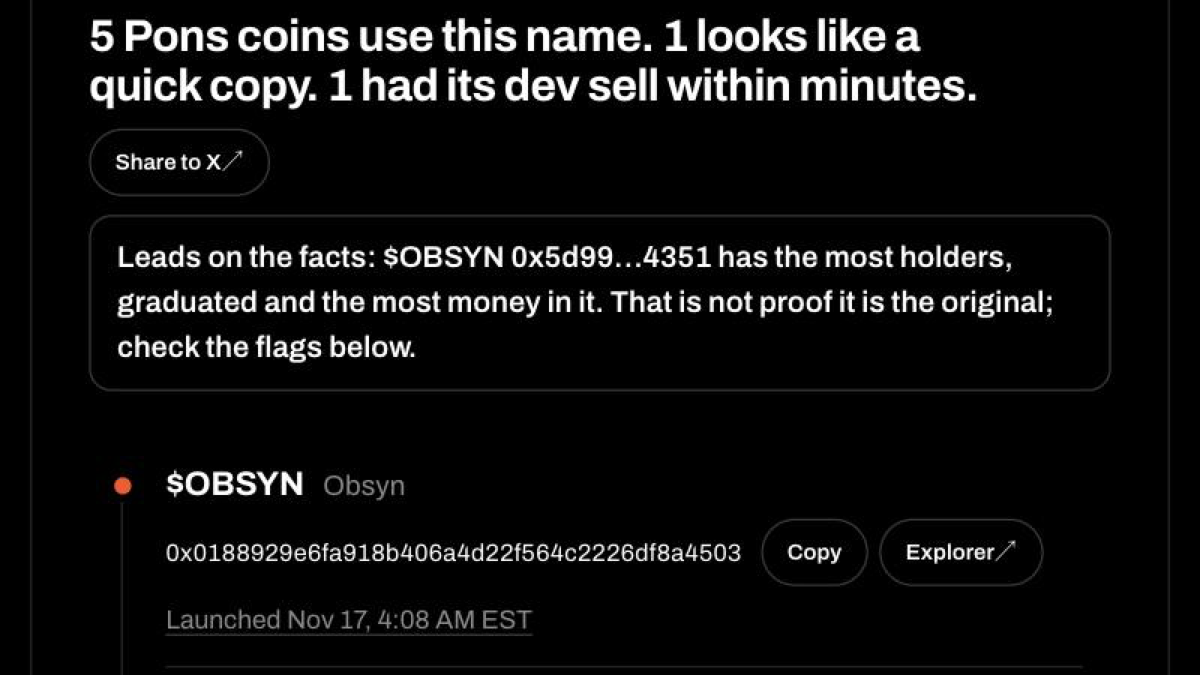 5 Pons coins use this name. 1 looks like a
quick copy. 1 had its dev sell within minutes.
Share to X↗
Leads on the facts: $OBSYN 0x5d99...4351 has the most holders,
graduated and the most money in it. That is not proof it is the original;
check the flags below.
$OBSYN Obsyn
0x0188929e6fa918b406a4d22f564c2226df8a4503 Copy Explorer↗
Launched Nov 17, 4:08 AM EST